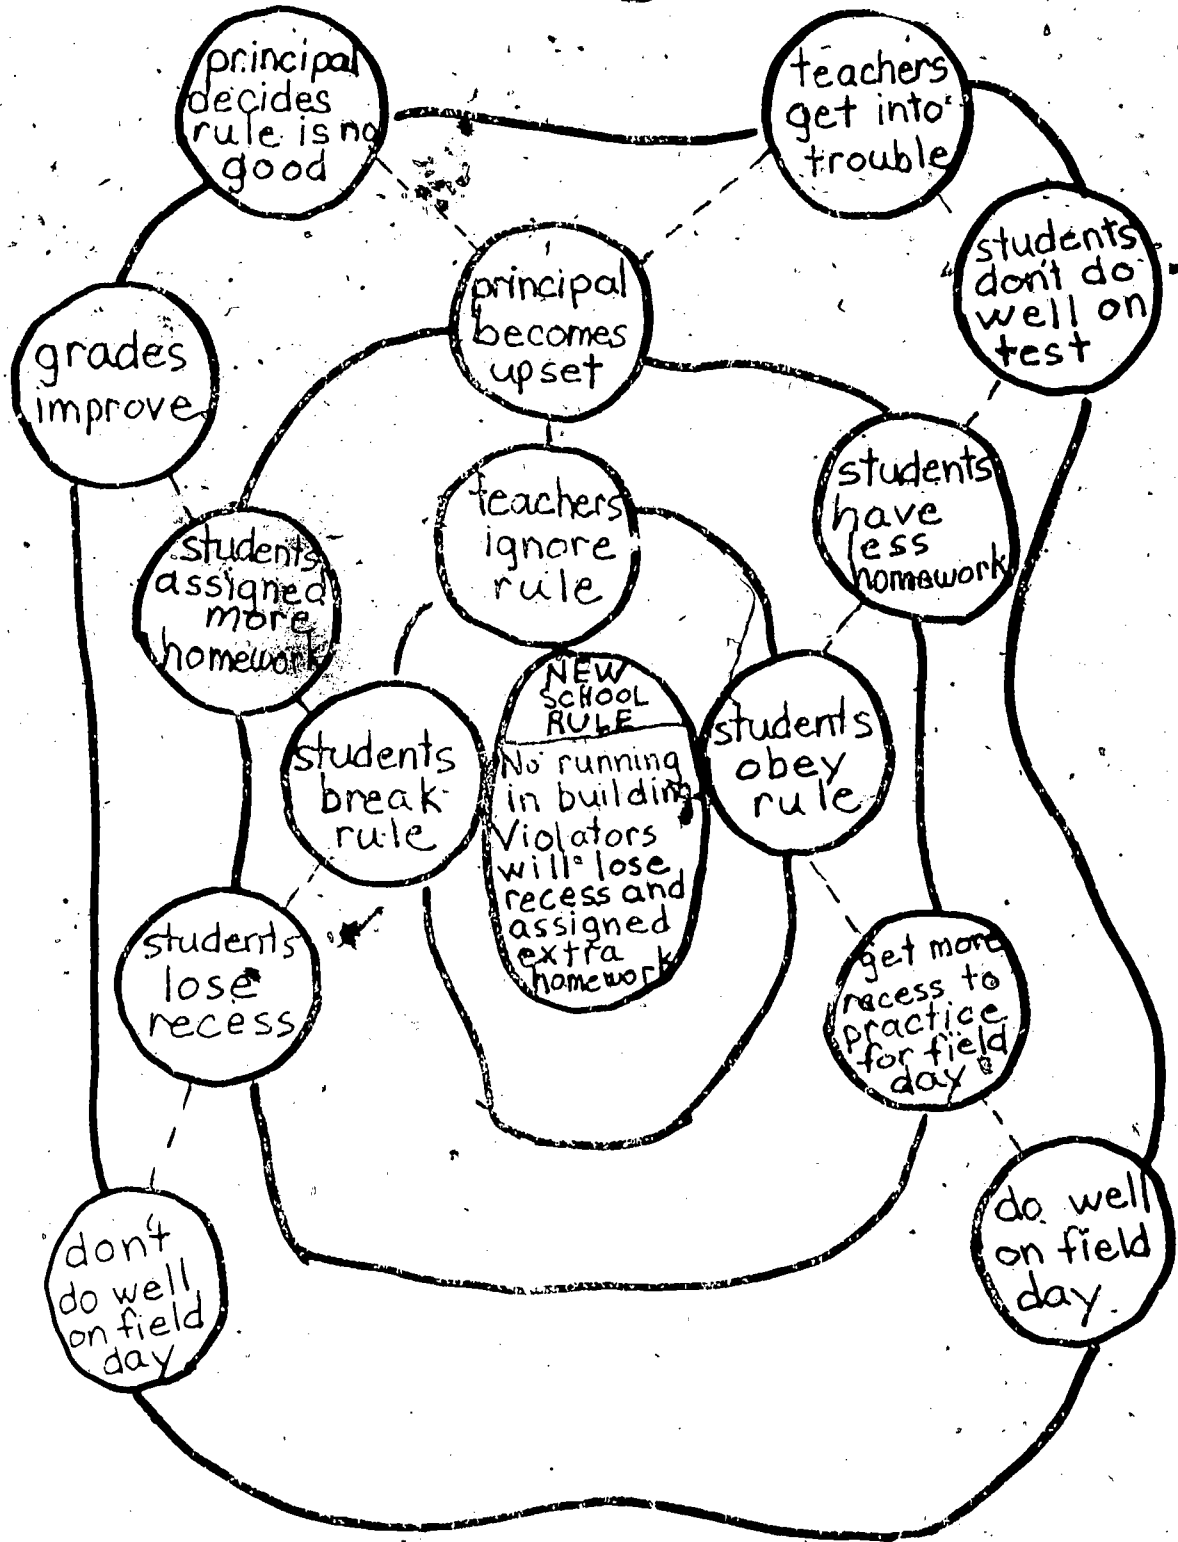 principal
decides
rule is no
good
teachers
get into
trouble
students
don't do
well on
test
principal
becomes
upset
grades
improve
teachers
ignore
rule
students
have
less
homework
students
assigned
more
homework
NEW
SCHOOL
RULE
No running
in building
Violators
will lose
recess and
assigned
extra
homework
students
break
rule
students
obey
rule
students
lose
recess
get more
recess to
practice
for field
day
don't
do well
on field
day
do well
on field
day